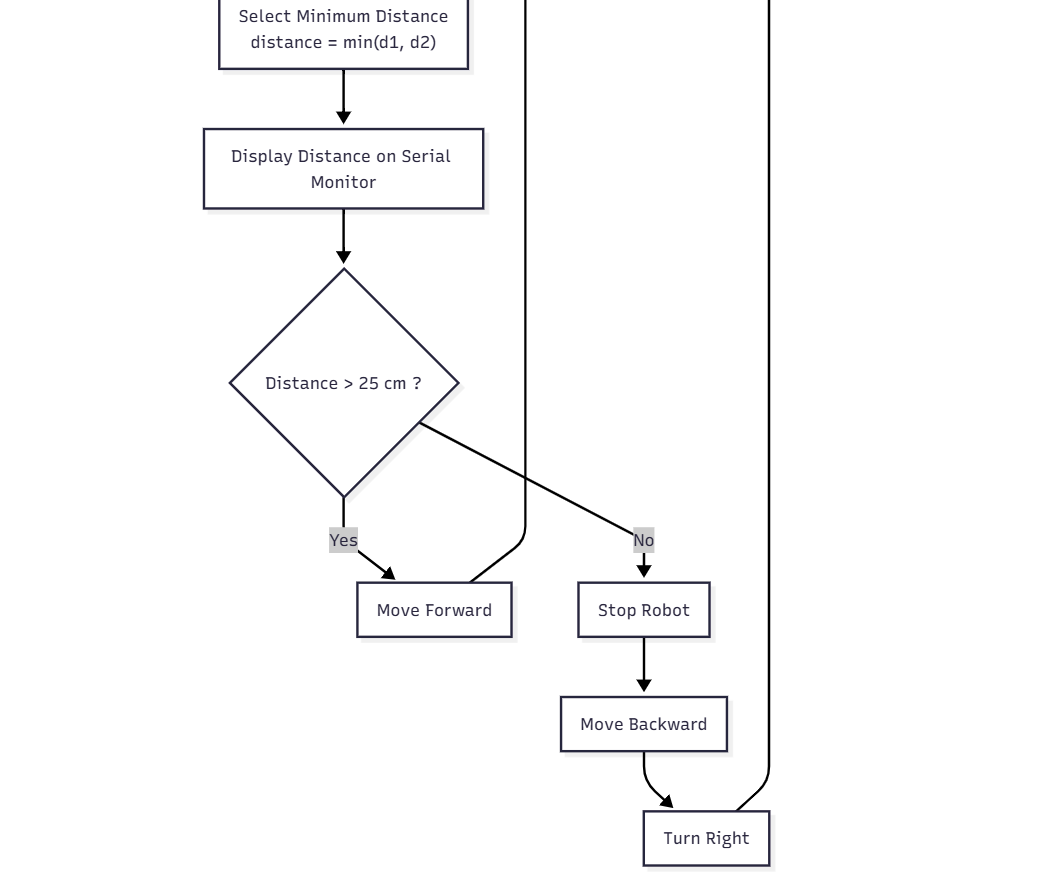 Select Minimum Distance
distance = min(d1, d2)
Display Distance on Serial
Monitor
Distance > 25 cm ?
Yes
No
Move Forward
Stop Robot
Move Backward
Turn Right